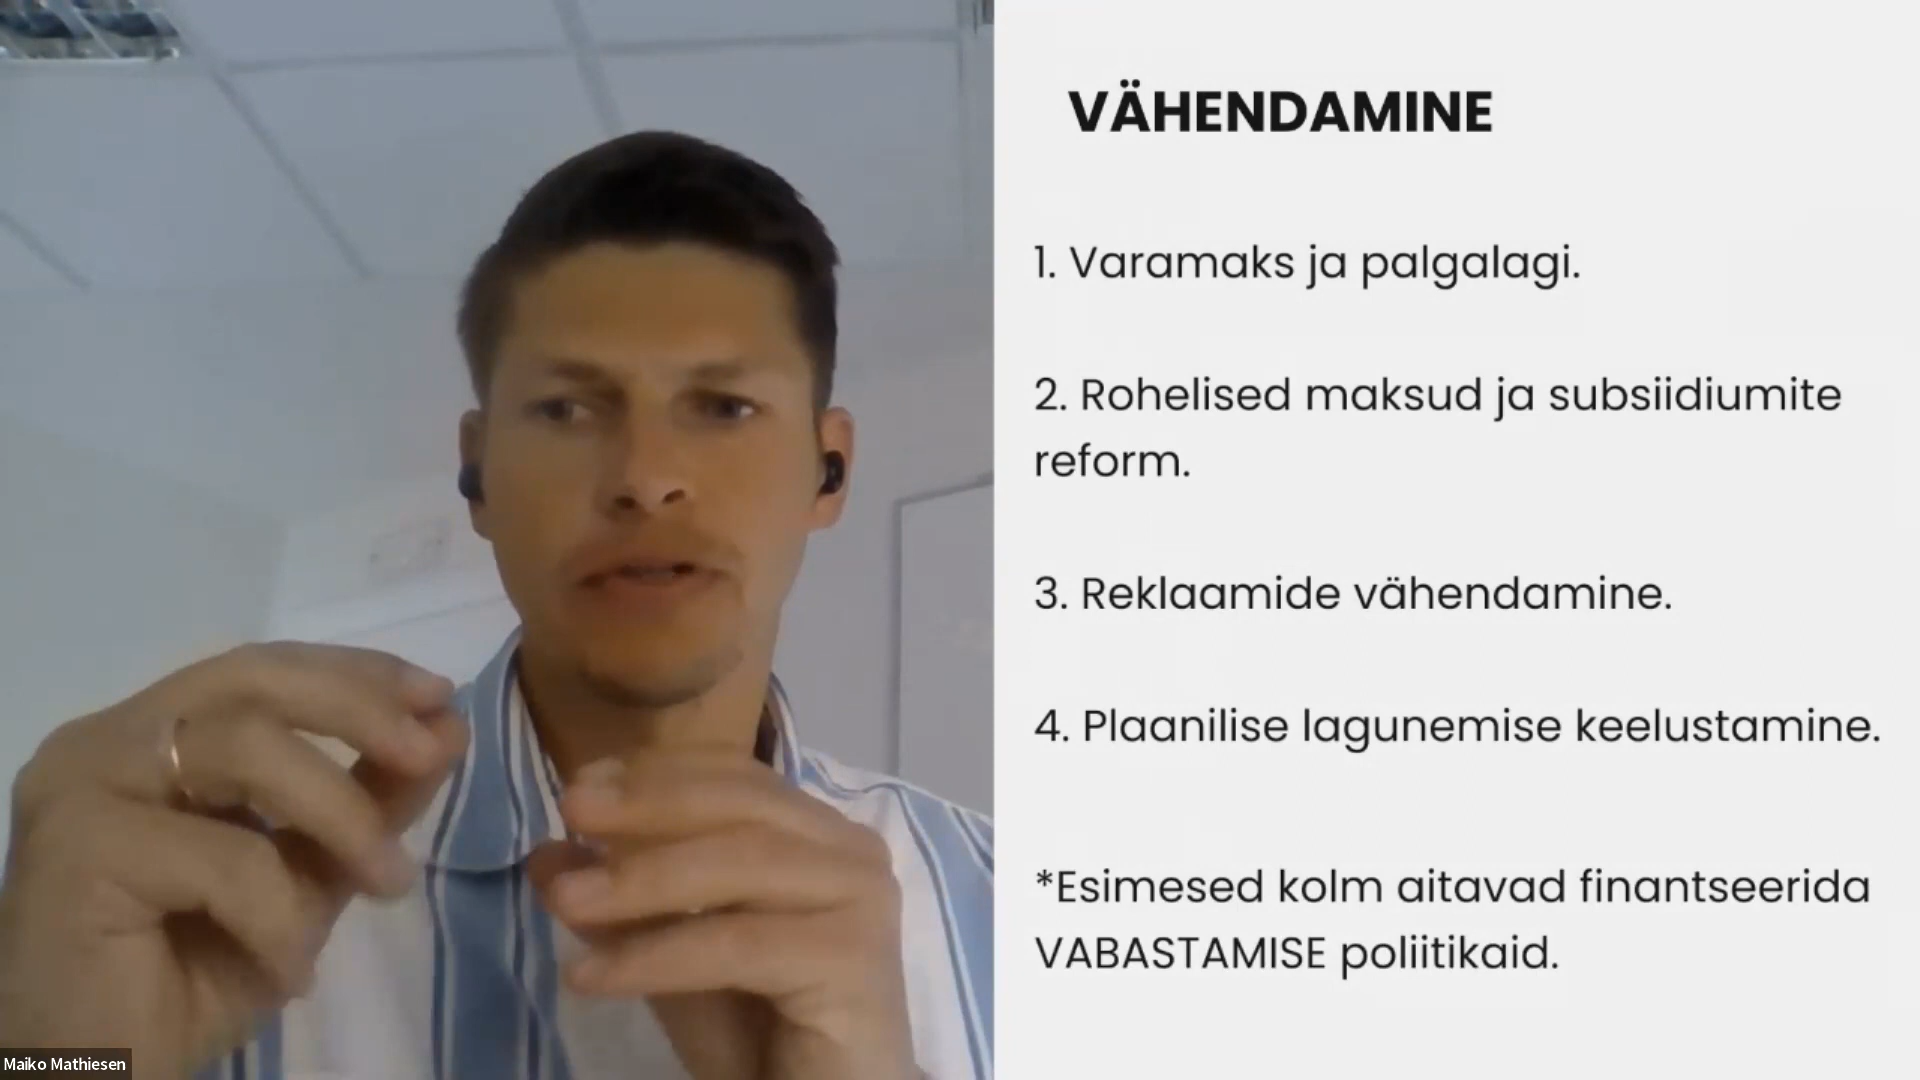 VÄHENDAMINE
1. Varamaks ja palgalagi.
2. Rohelised maksud ja subsiidiumite
reform.
3. Reklaamide vähendamine.
4. Plaanilise lagunemise keelustamine.
*Esimesed kolm aitavad finantseerida
VABASTAMISE poliitikaid.
Maiko Mathiesen